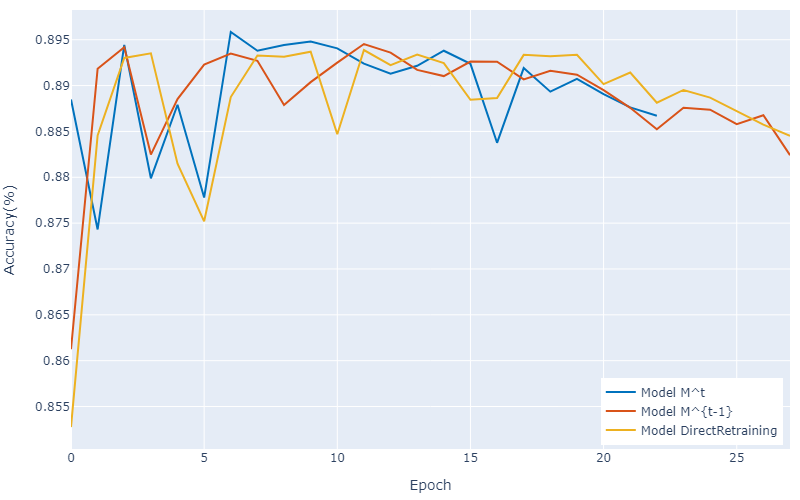 0.895
0.89
0.885
0.88
0.875
0.87
0.865
0.86
0.855
Accuracy(%)
0 5 10 15 20 25
Epoch
Model M^t
Model M^{t-1}
Model DirectRetraining